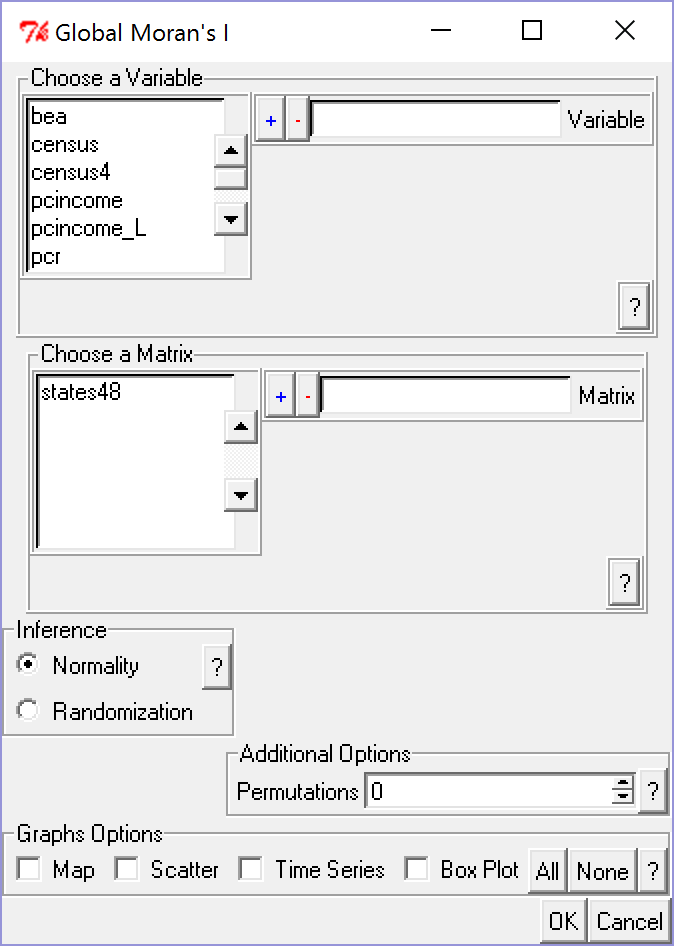 Global Moran's I
Choose a Variable
bea
census
census4
pcincome
pcincome_L
pcr
+ - Variable
?
Choose a Matrix
states48
+ - Matrix
?
Inference
Normality ?
Randomization
Additional Options
Permutations 0 ?
Graphs Options
Map Scatter Time Series Box Plot All None ?
OK Cancel